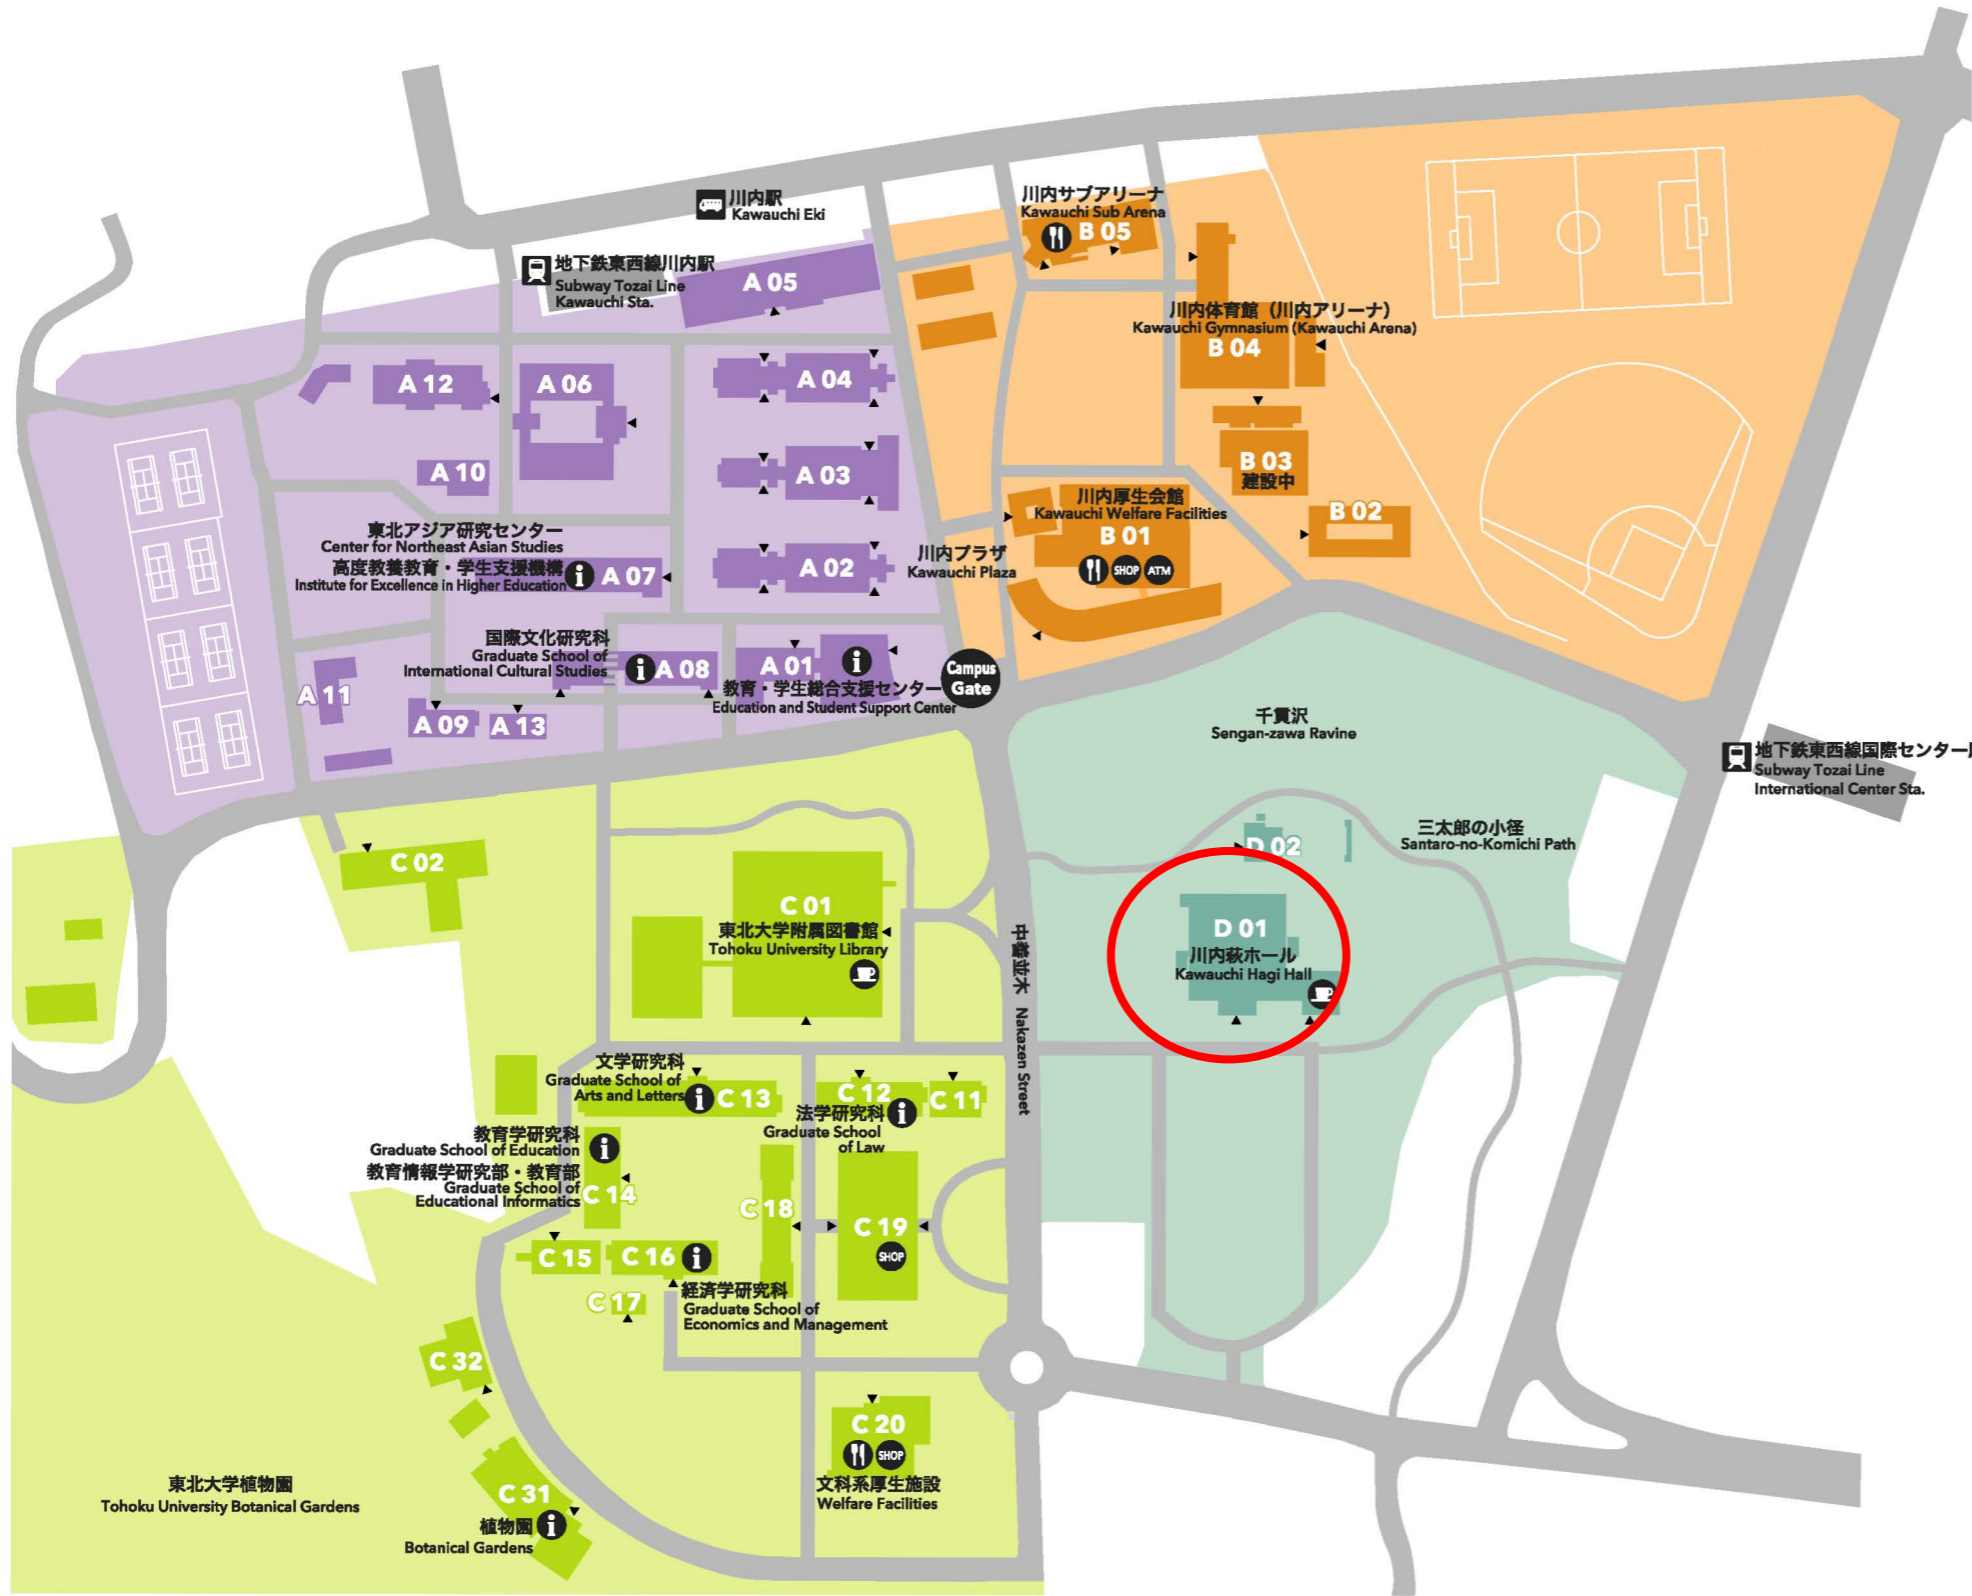 川内駅
Kawauchi Eki
地下鉄東西線川内駅
Subway Tozai Line
Kawauchi Sta.
A 05
川内サブアリーナ
Kawauchi Sub Arena
B 05
川内体育館（川内アリーナ）
Kawauchi Gymnasium (Kawauchi Arena)
B 04
A 12
A 06
A 04
A 10
A 03
B 03
建設中
B 02
川内厚生会館
Kawauchi Welfare Facilities
B 01
SHOP
ATM
川内プラザ
Kawauchi Plaza
東北アジア研究センター
Center for Northeast Asian Studies
高度教養教育・学生支援機構
Institute for Excellence in Higher Education
i
A 07
A 02
国際文化研究科
Graduate School of
International Cultural Studies
i
A 08
A 01
i
教育・学生総合支援センター
Education and Student Support Center
Campus
Gate
A 11
A 09
A 13
千貫沢
Sengan-zawa Ravine
地下鉄東西線国際センター
Subway Tozai Line
International Center Sta.
三太郎の小径
Santaro-no-Komichi Path
D 02
D 01
川内萩ホール
Kawauchi Hagi Hall
C 02
C 01
東北大学附属図書館
Tohoku University Library
中善並木 Nakazen Street
文学研究科
Graduate School of
Arts and Letters
i
C 13
C 12
法学研究科
Graduate School
of Law
i
C 11
教育学研究科
Graduate School of Education
i
教育情報学研究部・教育部
Graduate School of
Educational Informatics
C 14
C 18
C 19
SHOP
C 15
C 16
i
C 17
経済学研究科
Graduate School of
Economics and Management
C 32
C 20
SHOP
文科系厚生施設
Welfare Facilities
東北大学植物園
Tohoku University Botanical Gardens
C 31
植物園
i
Botanical Gardens